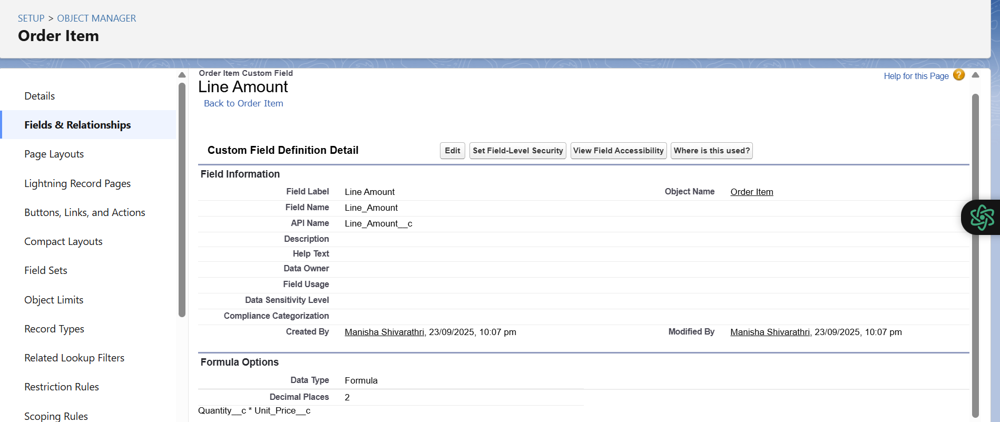 SETUP > OBJECT MANAGER
Order Item
Details
Fields & Relationships
Page Layouts
Lightning Record Pages
Buttons, Links, and Actions
Compact Layouts
Field Sets
Object Limits
Record Types
Related Lookup Filters
Restriction Rules
Scoping Rules
Order Item Custom Field
Line Amount
Back to Order Item
Help for this Page ?
Custom Field Definition Detail Edit Set Field-Level Security View Field Accessibility Where is this used?
Field Information
Field Label Line Amount Object Name Order Item
Field Name Line_Amount
API Name Line_Amount__c
Description
Help Text
Data Owner
Field Usage
Data Sensitivity Level
Compliance Categorization
Created By Manisha Shivarathri, 23/09/2025, 10:07 pm Modified By Manisha Shivarathri, 23/09/2025, 10:07 pm
Formula Options
Data Type Formula
Decimal Places 2
Quantity__c * Unit_Price__c